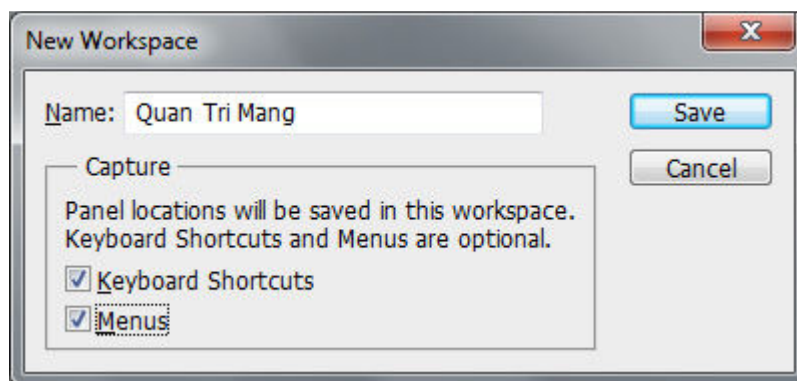 New Workspace
Name: Quan Tri Mang
Save
Capture
Cancel
Panel locations will be saved in this workspace.
Keyboard Shortcuts and Menus are optional.
Keyboard Shortcuts
Menus